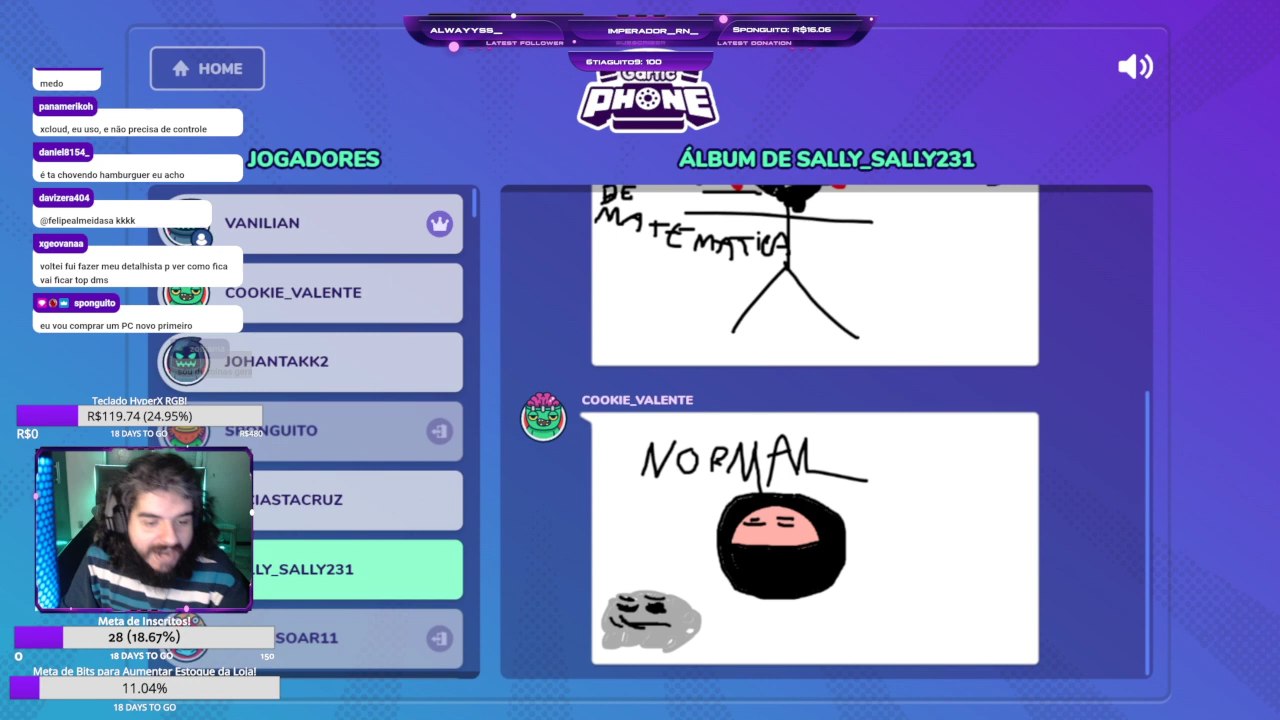 ALWAYYSS_
LATEST FOLLOWER
IMPERADOR_RN_
SUBSCRIBER
SPONGUITO: R$16.06
LATEST DONATION
6TIAGUITO9: 100
HOME
Gartic
PHONE
medo
panamerikoh
xcloud, eu uso, e não precisa de controle
daniel8154_
é ta chovendo hamburguer eu acho
davizera404
@felipealmeidasa kkkk
xgeovanaa
voltei fui fazer meu detalhista p ver como fica
vai ficar top dms
sponguito
eu vou comprar um PC novo primeiro
JOGADORES
VANILIAN
COOKIE_VALENTE
JOHANTAKK2
SPONGUITO
CIASTACRUZ
LLY_SALLY231
SOAR11
ÁLBUM DE SALLY_SALLY231
DE
MATEMATICA
COOKIE_VALENTE
NORMAL
Teclado HyperX RGB!
R$119.74 (24.95%)
R$0
18 DAYS TO GO
R$480
Meta de Inscritos!
28 (18.67%)
0
18 DAYS TO GO
150
Meta de Bits para Aumentar Estoque da Loja!
11.04%
18 DAYS TO GO